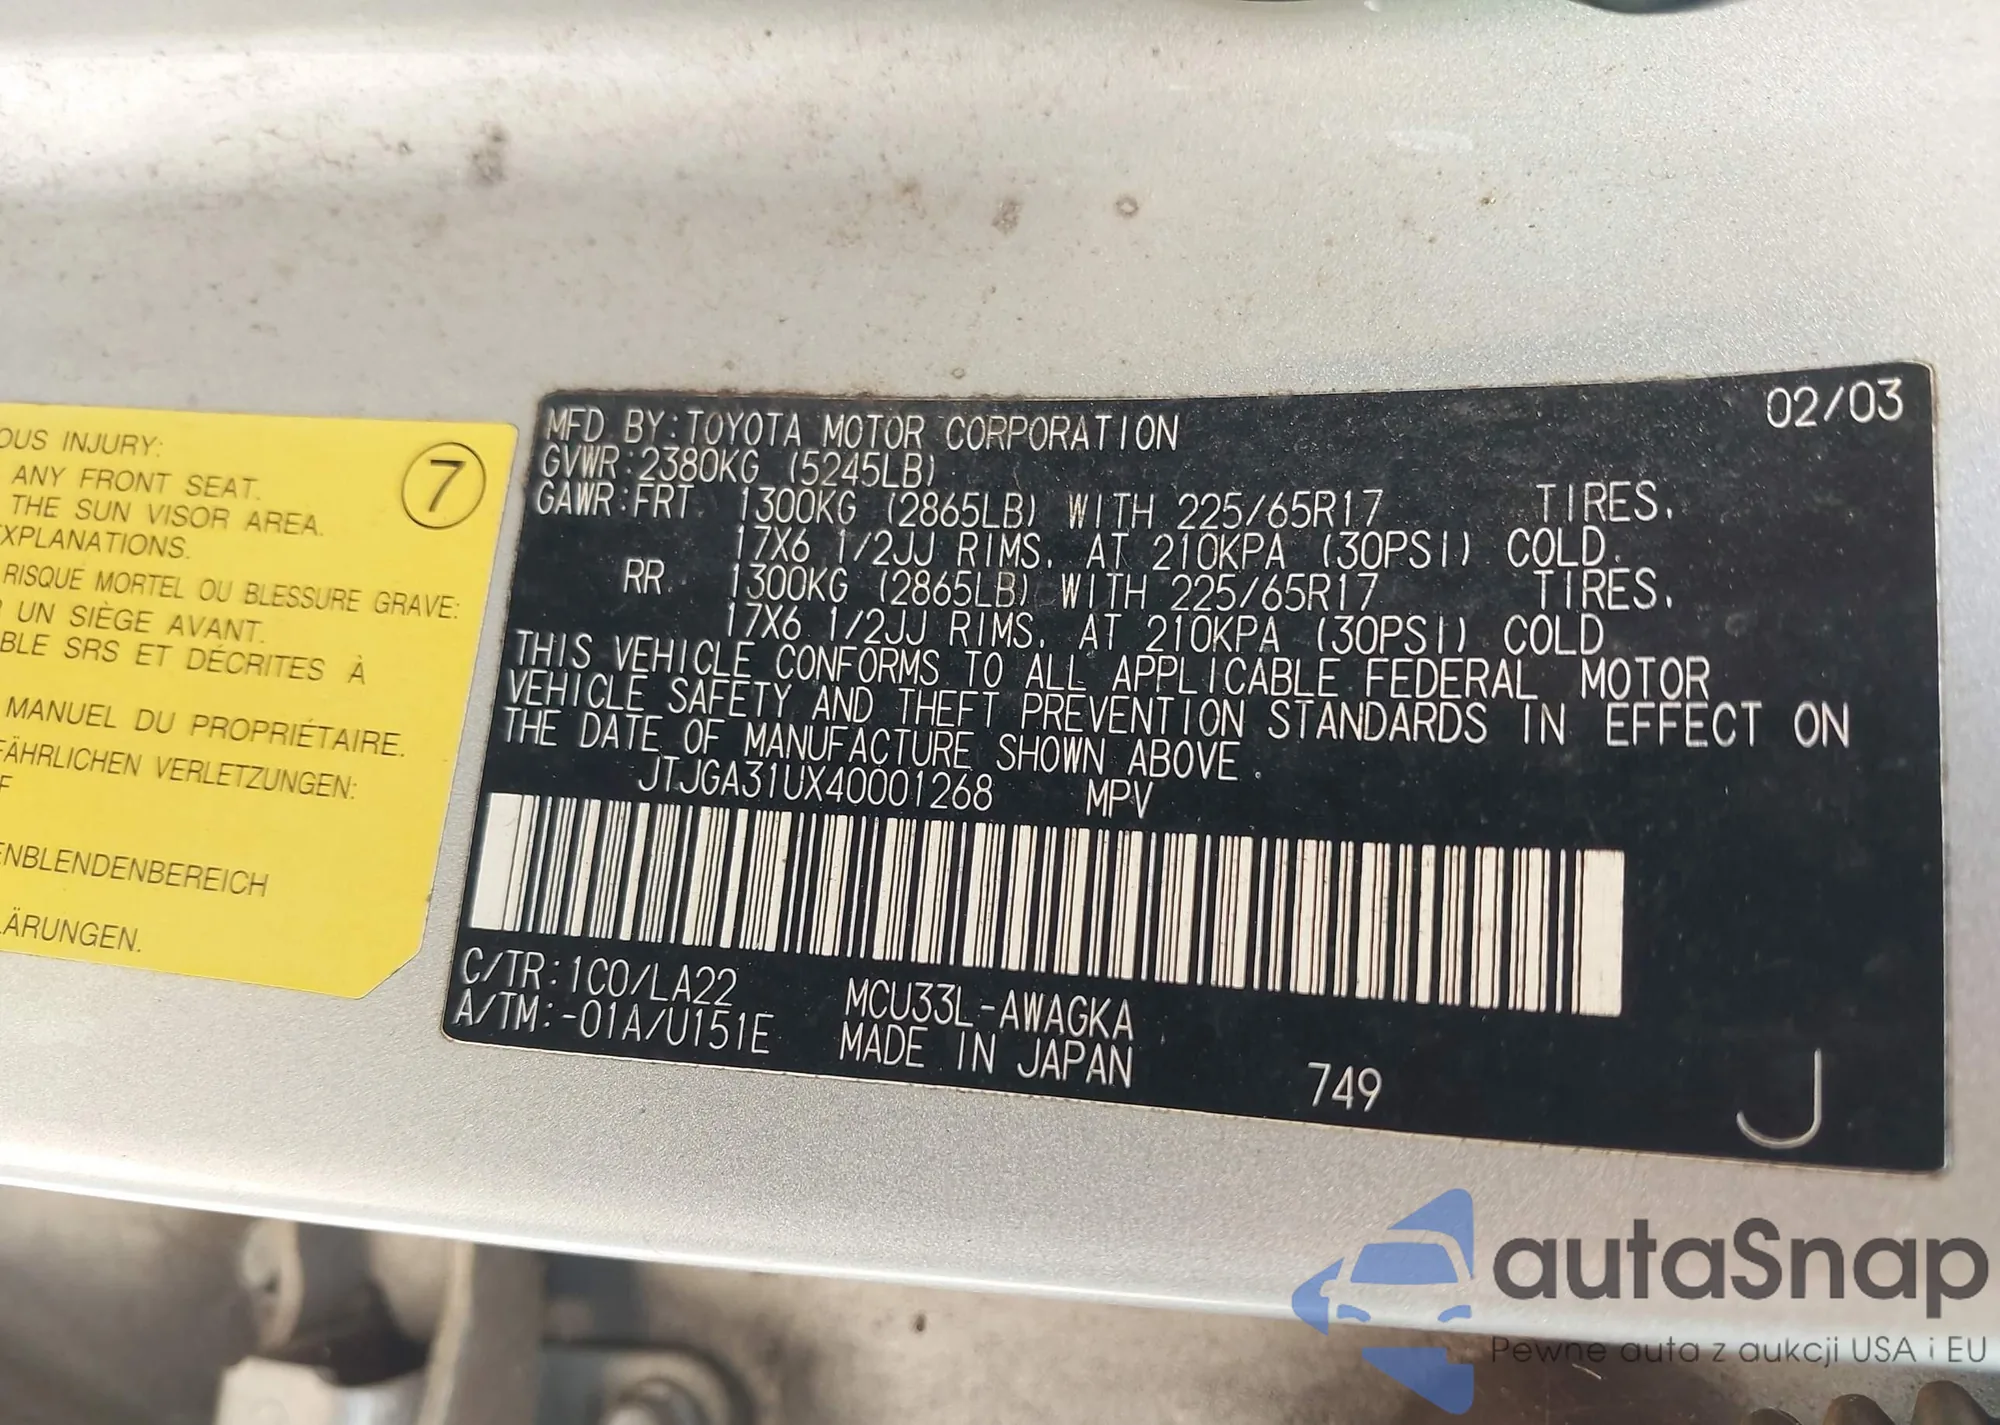 OUS INJURY:
ANY FRONT SEAT.
THE SUN VISOR AREA.
EXPLANATIONS.
RISQUE MORTEL OU BLESSURE GRAVE:
UN SIÈGE AVANT.
BLE SRS ET DÉCRITES À
MANUEL DU PROPRIÉTAIRE.
FÄHRLICHEN VERLETZUNGEN:
F
ENBLENDENBEREICH
LÄRUNGEN.
7
MFD BY:TOYOTA MOTOR CORPORATION 02/03
GVWR:2380KG (5245LB)
GAWR:FRT 1300KG (2865LB) WITH 225/65R17 TIRES,
17X6 1/2JJ RIMS, AT 210KPA (30PSI) COLD.
RR 1300KG (2865LB) WITH 225/65R17 TIRES,
17X6 1/2JJ RIMS, AT 210KPA (30PSI) COLD
THIS VEHICLE CONFORMS TO ALL APPLICABLE FEDERAL MOTOR
VEHICLE SAFETY AND THEFT PREVENTION STANDARDS IN EFFECT ON
THE DATE OF MANUFACTURE SHOWN ABOVE.
JTJGA31UX40001268 MPV
C/TR:1C0/LA22 MCU33L-AWAGKA
A/TM:-01A/U151E MADE IN JAPAN
749 J
autaSnap
Pewne auta z aukcji USA i EU